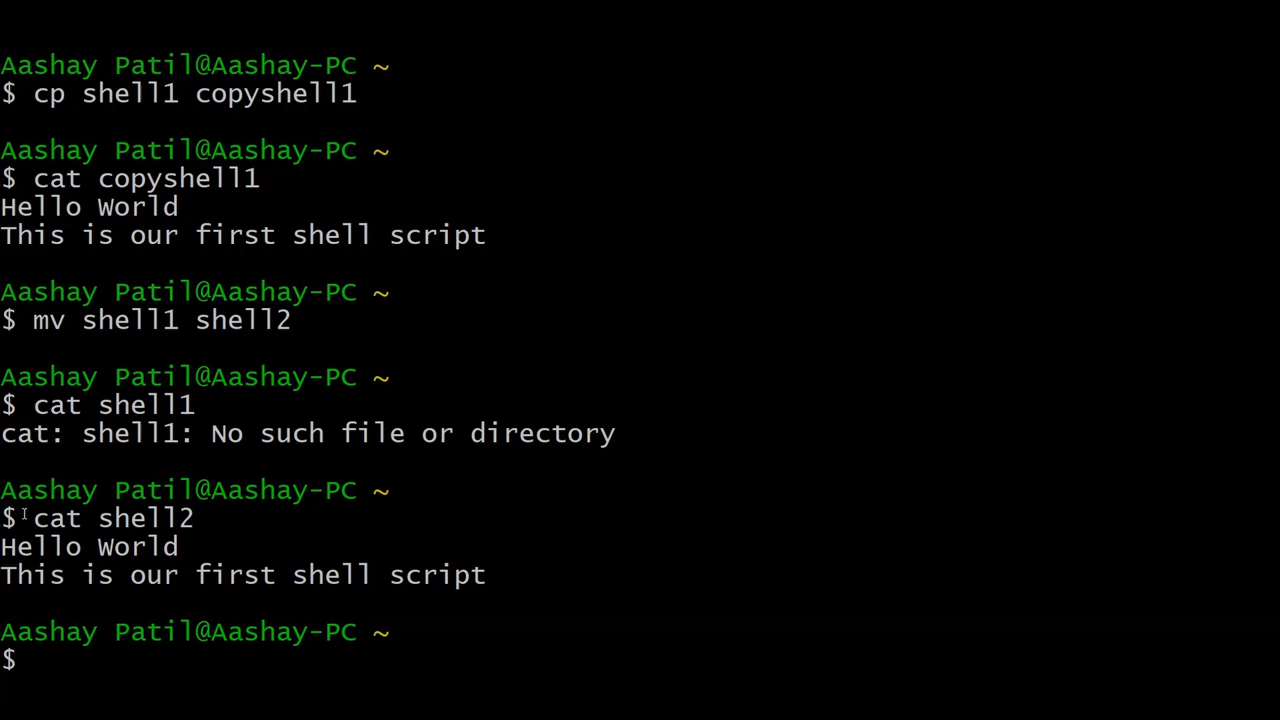 Aashay Patil@Aashay-PC ~
$ cp shell1 copyshell1
Aashay Patil@Aashay-PC ~
$ cat copyshell1
Hello World
This is our first shell script
Aashay Patil@Aashay-PC ~
$ mv shell1 shell2
Aashay Patil@Aashay-PC ~
$ cat shell1
cat: shell1: No such file or directory
Aashay Patil@Aashay-PC ~
$ cat shell2
Hello World
This is our first shell script
Aashay Patil@Aashay-PC ~
$